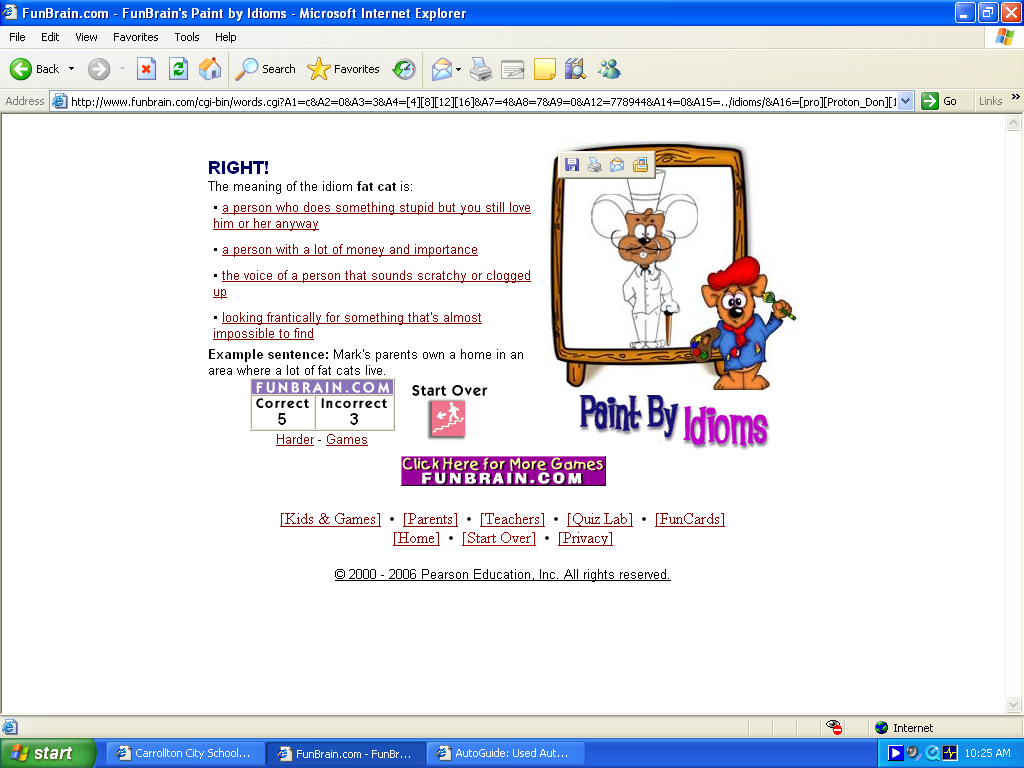 FunBrain.com - FunBrain's Paint by Idioms - Microsoft Internet Explorer
File Edit View Favorites Tools Help
Back Search Favorites
Address http://www.funbrain.com/cgi-bin/words.cgi?A1=c&A2=0&A3=3&A4=[4][8][12][16]&A7=4&A8=7&A9=0&A12=778944&A14=0&A15=../idioms/&A16=[pro][Proton_Don][1 Go Links »
RIGHT!
The meaning of the idiom fat cat is:
• a person who does something stupid but you still love
him or her anyway
• a person with a lot of money and importance
• the voice of a person that sounds scratchy or clogged
up
• looking frantically for something that's almost
impossible to find
Example sentence: Mark's parents own a home in an
area where a lot of fat cats live.
FUNBRAIN.COM
Correct Incorrect
5 3
Start Over
Harder - Games
Paint By Idioms
Click Here for More Games
FUNBRAIN.COM
[Kids & Games] • [Parents] • [Teachers] • [Quiz Lab] • [FunCards]
[Home] • [Start Over] • [Privacy]
© 2000 - 2006 Pearson Education, Inc. All rights reserved.
Internet
start Carrollton City School... FunBrain.com - FunBr... AutoGuide: Used Aut... 10:25 AM